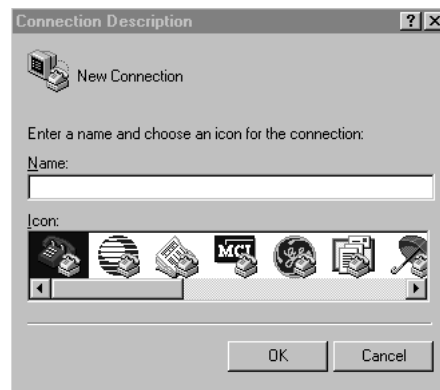 Connection Description
New Connection
Enter a name and choose an icon for the connection:
Name:
Icon:
MCI
OK Cancel